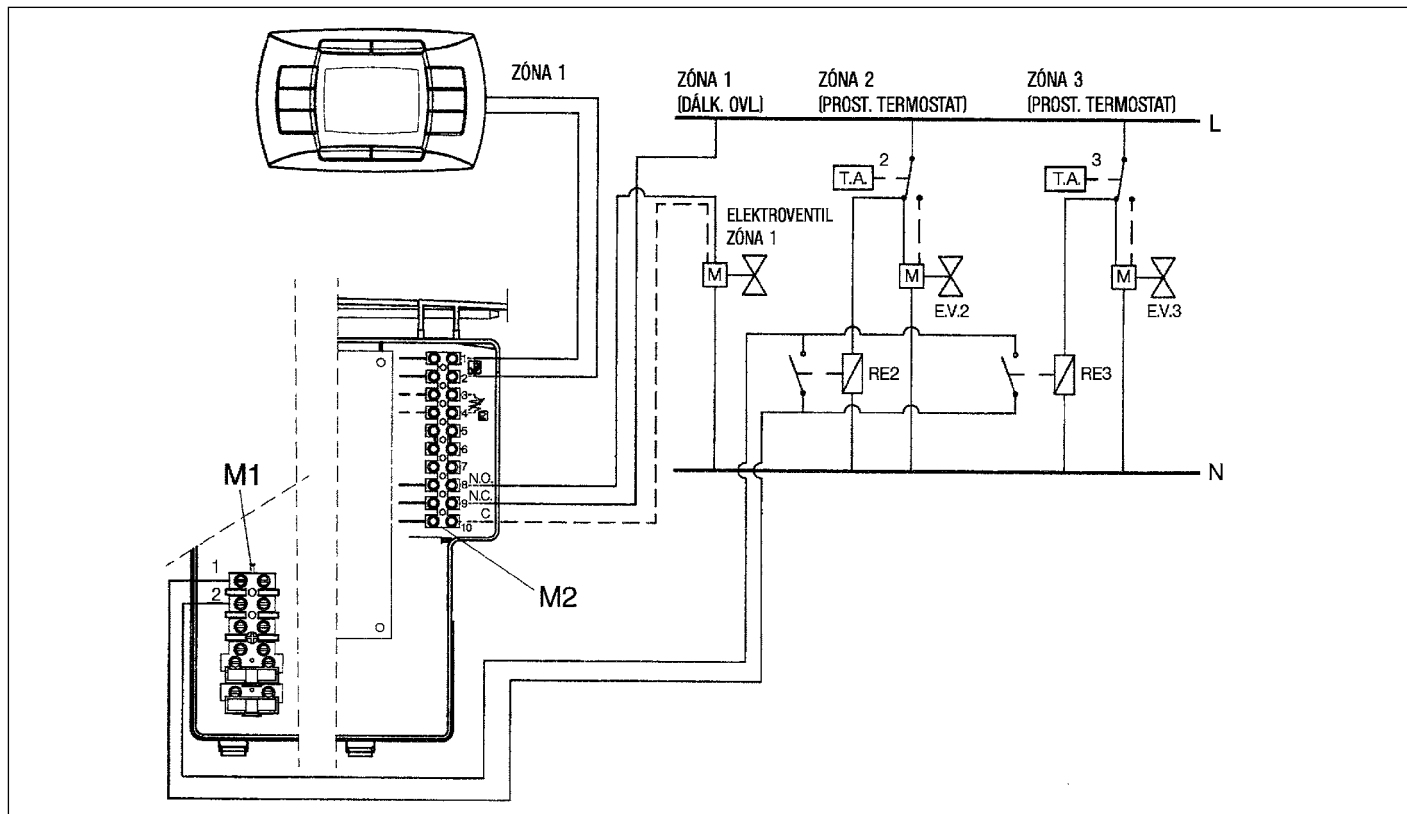 ZÓNA 1
ZÓNA 1
(DÁLK. OVL.)
ZÓNA 2
(PROST. TERMOSTAT)
ZÓNA 3
(PROST. TERMOSTAT)
L
2
T.A.
3
T.A.
ELEKTROVENTIL
ZÓNA 1
M
M
E.V.2
M
E.V.3
RE2
RE3
N
1
2
3
4
5
6
7
8 N.O.
9 N.C.
C
10
M1
M2
1
2